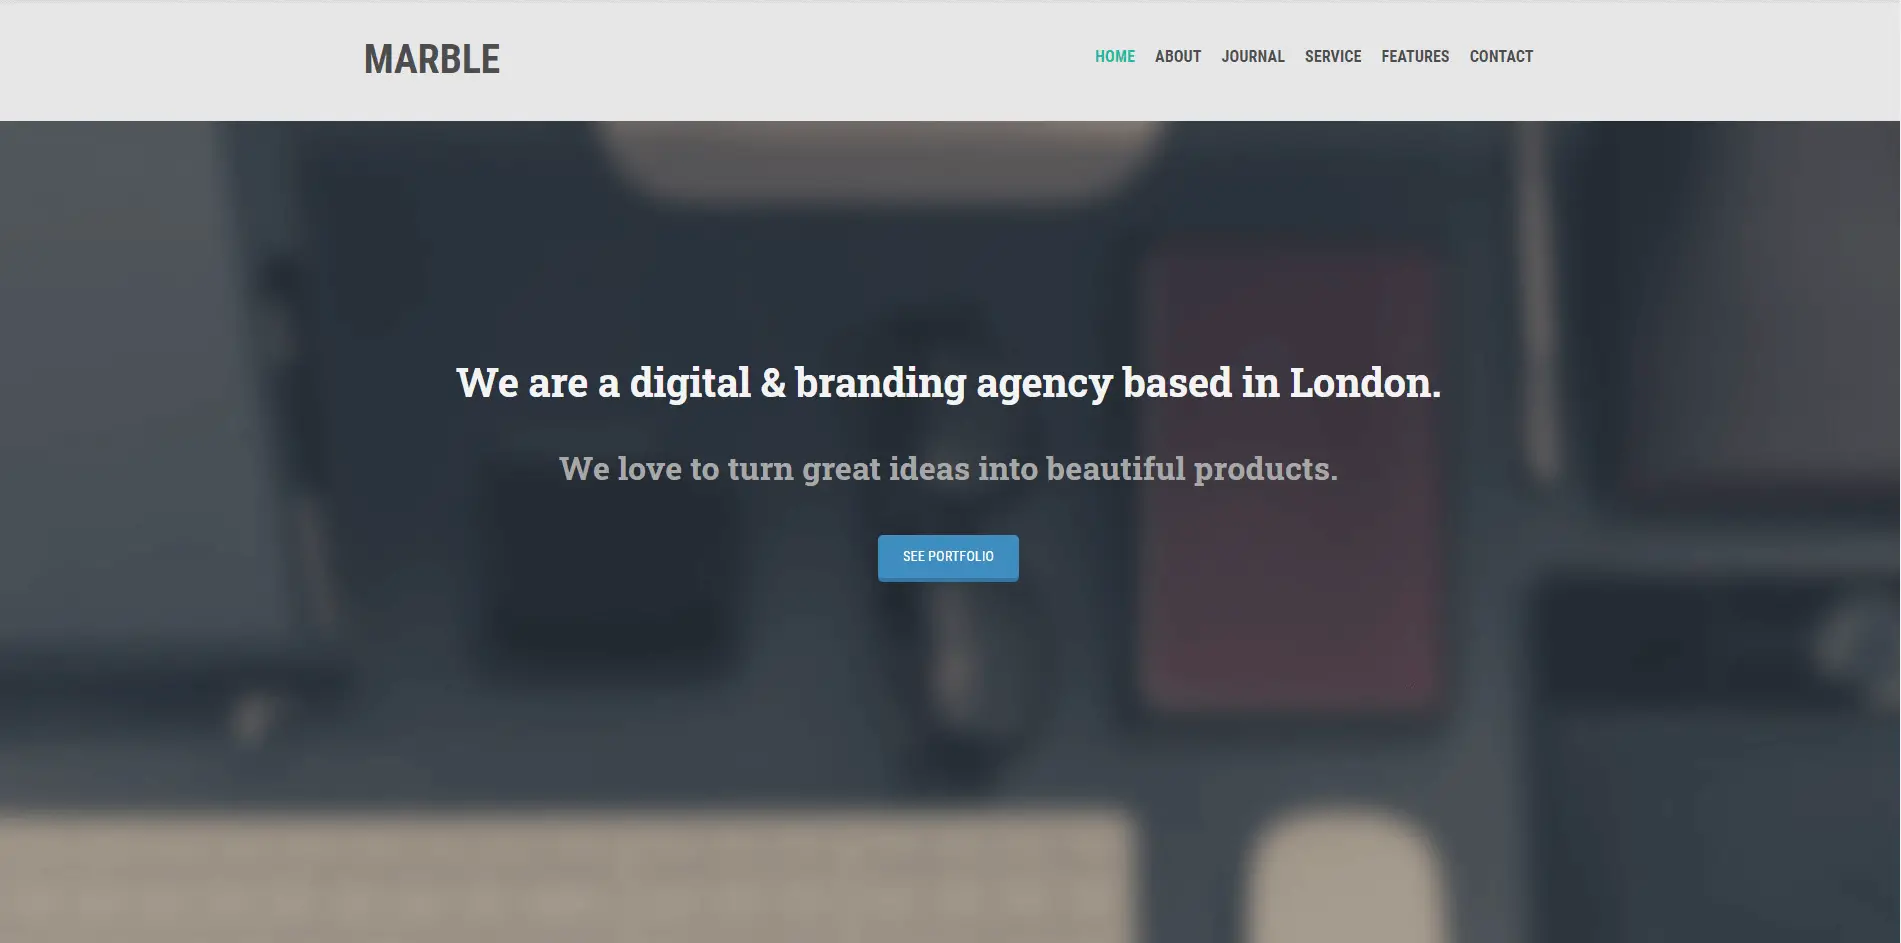 MARBLE
HOME ABOUT JOURNAL SERVICE FEATURES CONTACT
We are a digital & branding agency based in London.
We love to turn great ideas into beautiful products.
SEE PORTFOLIO